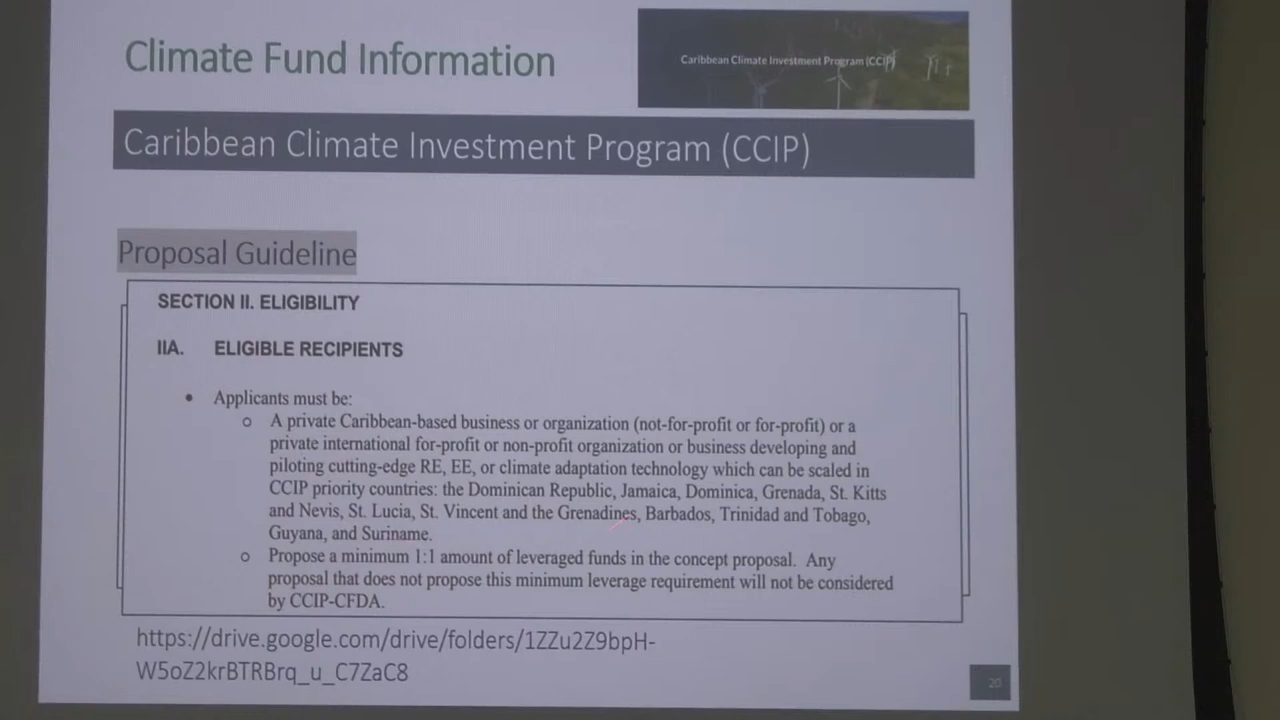 Climate Fund Information
Caribbean Climate Investment Program (CCIP)
Caribbean Climate Investment Program (CCIP)
Proposal Guideline
SECTION II. ELIGIBILITY
IIA. ELIGIBLE RECIPIENTS
• Applicants must be:
o A private Caribbean-based business or organization (not-for-profit or for-profit) or a
private international for-profit or non-profit organization or business developing and
piloting cutting-edge RE, EE, or climate adaptation technology which can be scaled in
CCIP priority countries: the Dominican Republic, Jamaica, Dominica, Grenada, St. Kitts
and Nevis, St. Lucia, St. Vincent and the Grenadines, Barbados, Trinidad and Tobago,
Guyana, and Suriname.
o Propose a minimum 1:1 amount of leveraged funds in the concept proposal. Any
proposal that does not propose this minimum leverage requirement will not be considered
by CCIP-CFDA.
https://drive.google.com/drive/folders/1ZZu2Z9bpH-
W5oZ2krBTRBrq_u_C7ZaC8
20